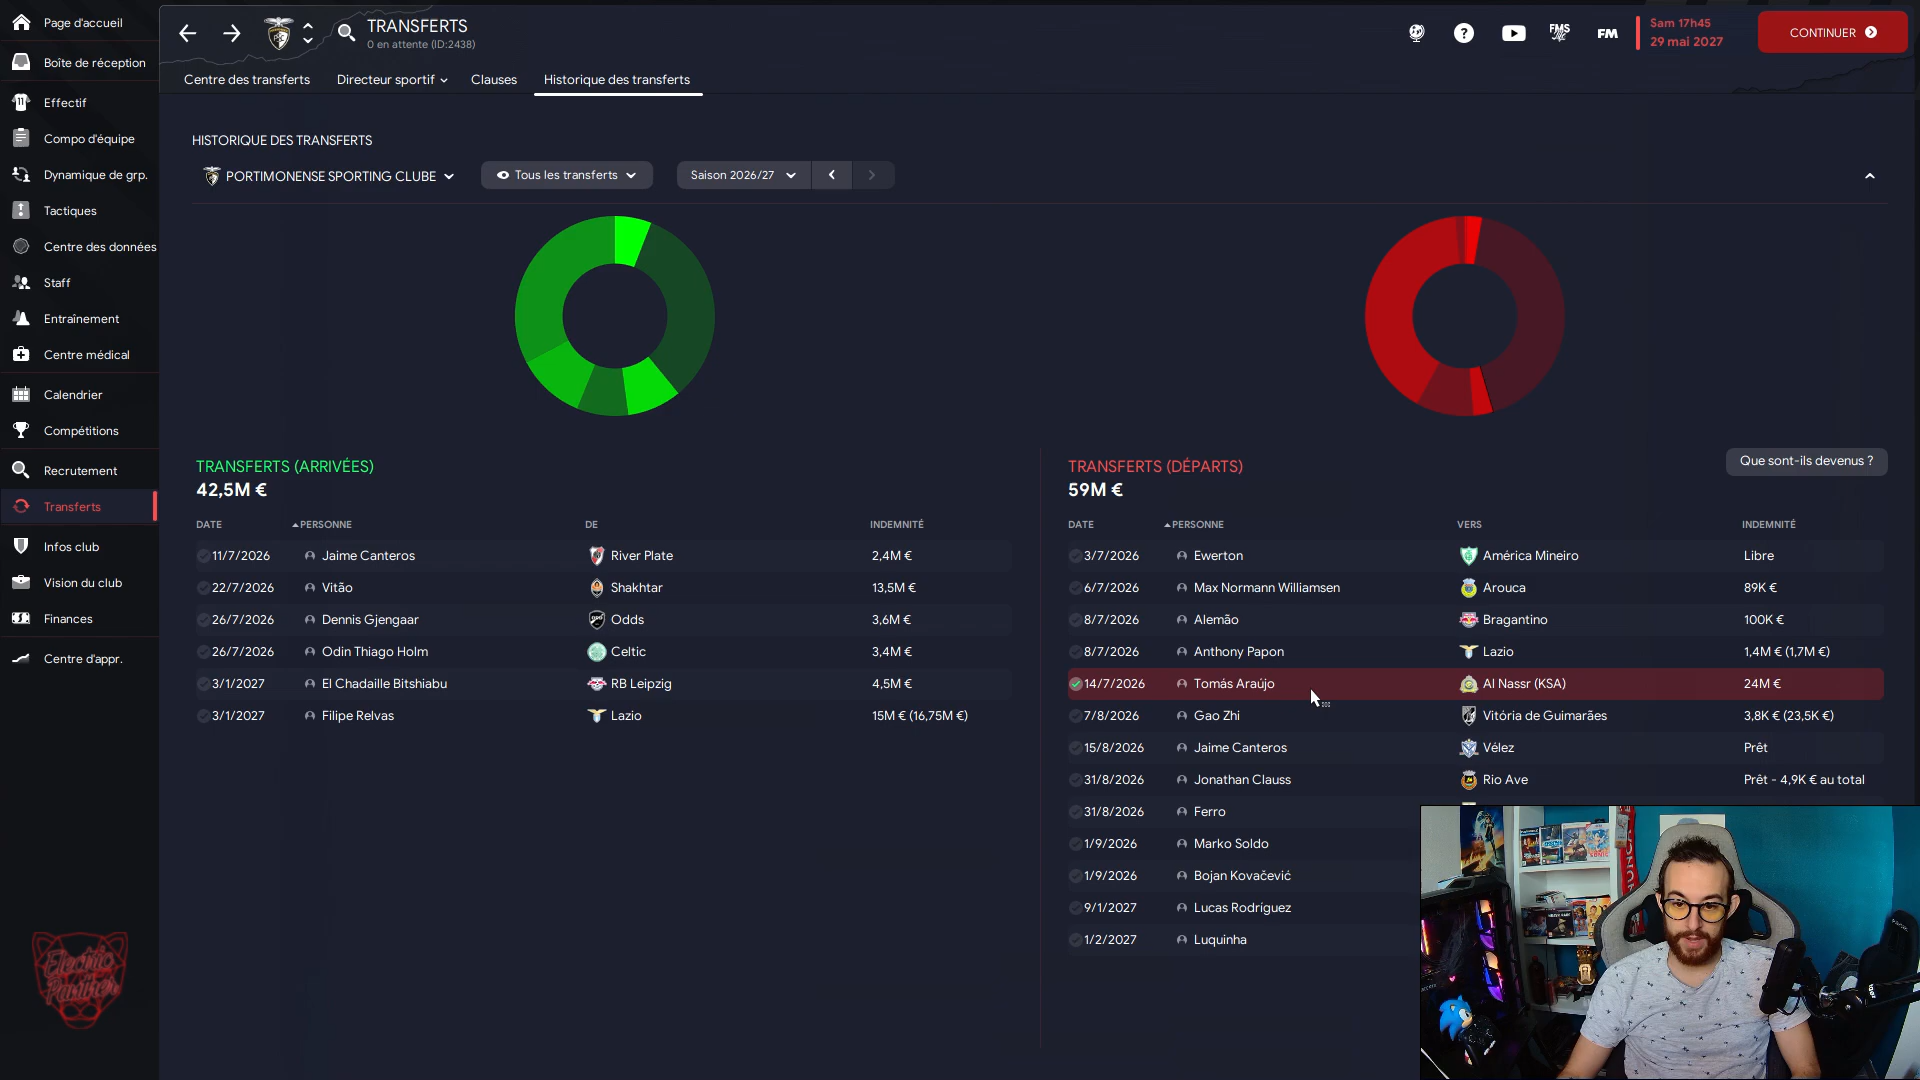 Page d'accueil
Boîte de réception
Effectif
Compo d'équipe
Dynamique de grp.
Tactiques
Centre des données
Staff
Entraînement
Centre médical
Calendrier
Compétitions
Recrutement
Transferts
Infos club
Vision du club
Finances
Centre d'appr.
Electric
Panther
TRANSFERTS
0 en attente (ID:2438)
FMS
FM
Sam 17h45
29 mai 2027
CONTINUER
Centre des transferts
Directeur sportif
Clauses
Historique des transferts
HISTORIQUE DES TRANSFERTS
PORTIMONENSE SPORTING CLUBE
Tous les transferts
Saison 2026/27
TRANSFERTS (ARRIVÉES)
42,5M €
DATE PERSONNE DE INDEMNITÉ
11/7/2026 Jaime Canteros River Plate 2,4M €
22/7/2026 Vitão Shakhtar 13,5M €
26/7/2026 Dennis Gjengaar Odds 3,6M €
26/7/2026 Odin Thiago Holm Celtic 3,4M €
3/1/2027 El Chadaille Bitshiabu RB Leipzig 4,5M €
3/1/2027 Filipe Relvas Lazio 15M € (16,75M €)
TRANSFERTS (DÉPARTS)
59M €
Que sont-ils devenus ?
DATE PERSONNE VERS INDEMNITÉ
3/7/2026 Ewerton América Mineiro Libre
6/7/2026 Max Normann Williamsen Arouca 89K €
8/7/2026 Alemão Bragantino 100K €
8/7/2026 Anthony Papon Lazio 1,4M € (1,7M €)
14/7/2026 Tomás Araújo Al Nassr (KSA) 24M €
7/8/2026 Gao Zhi Vitória de Guimarães 3,8K € (23,5K €)
15/8/2026 Jaime Canteros Vélez Prêt
31/8/2026 Jonathan Clauss Rio Ave Prêt - 4,9K € au total
31/8/2026 Ferro
1/9/2026 Marko Soldo
1/9/2026 Bojan Kovačević
9/1/2027 Lucas Rodríguez
1/2/2027 Luquinha